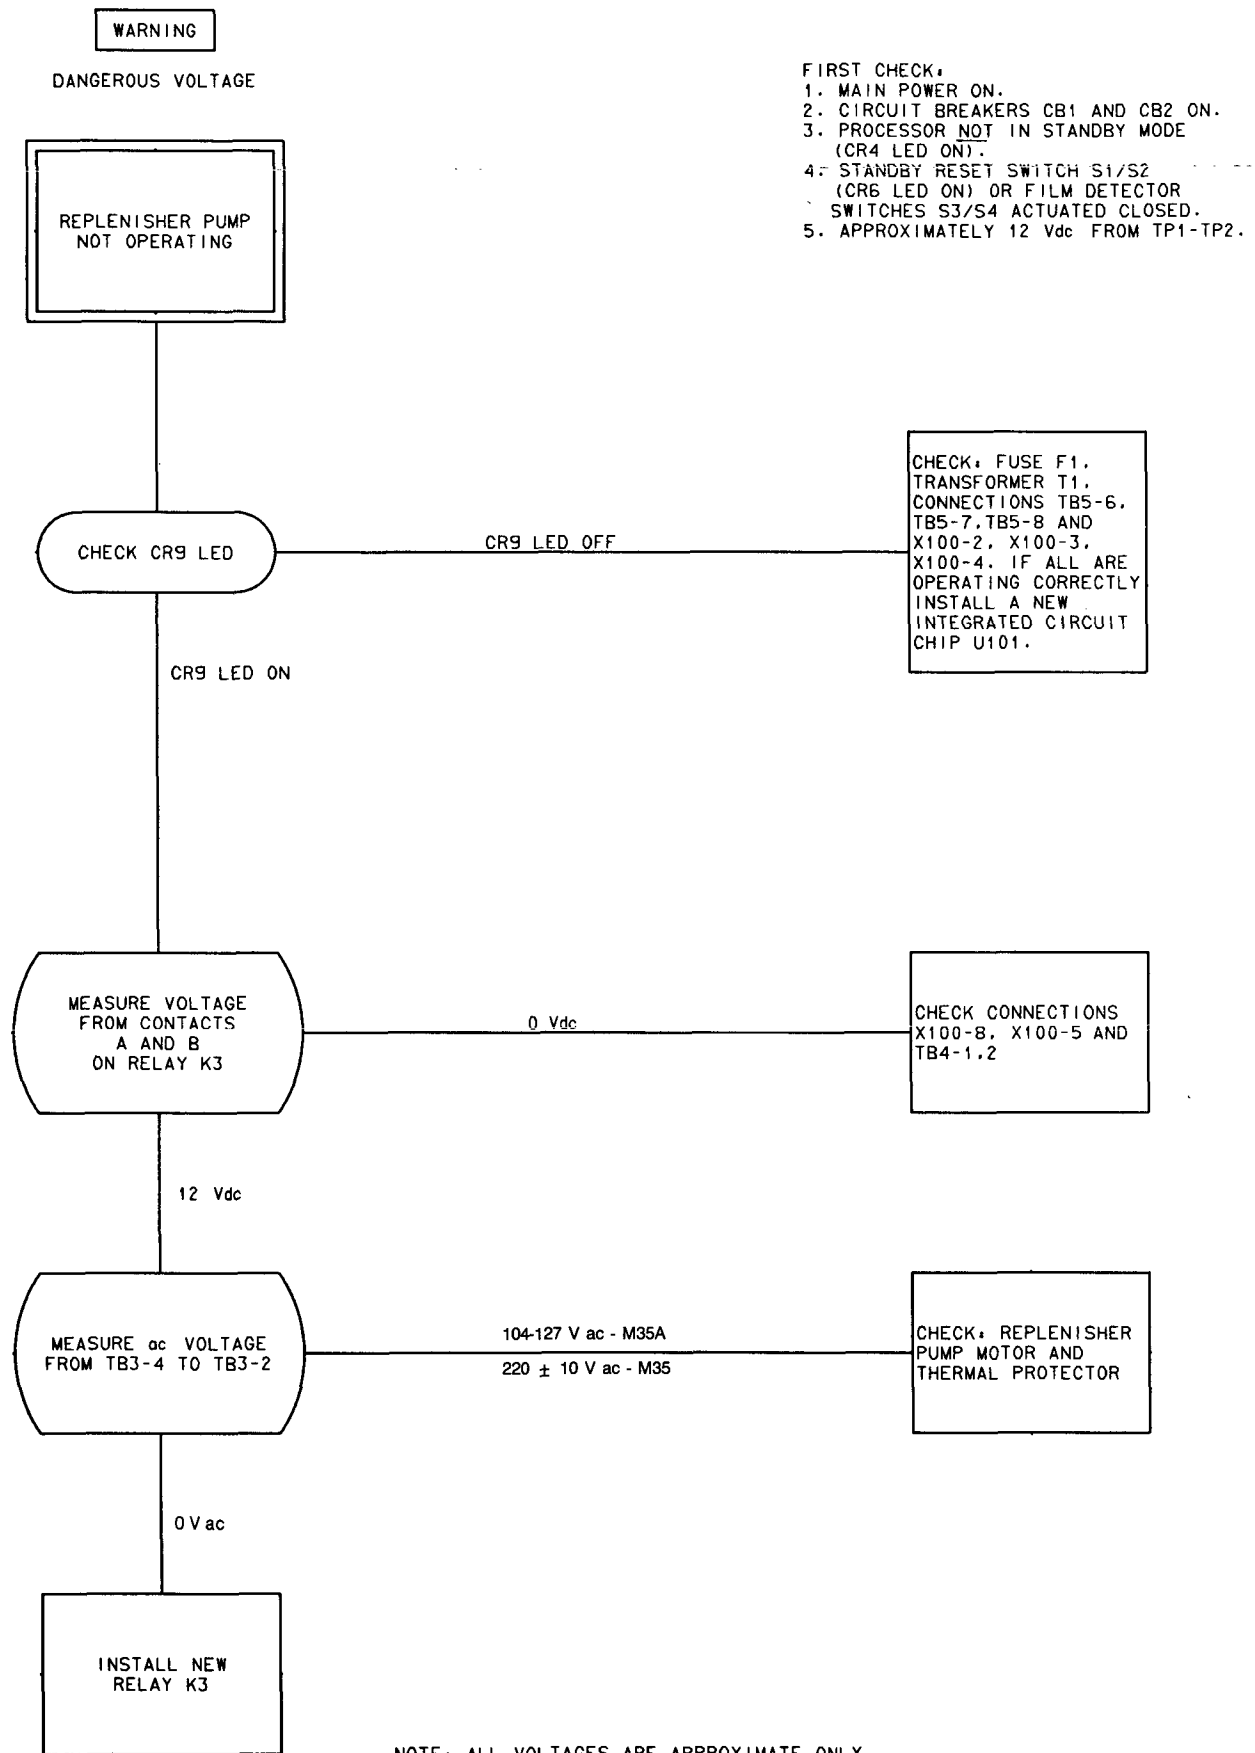 WARNING
DANGEROUS VOLTAGE
FIRST CHECK:
1. MAIN POWER ON.
2. CIRCUIT BREAKERS CB1 AND CB2 ON.
3. PROCESSOR NOT IN STANDBY MODE
(CR4 LED ON).
4. STANDBY RESET SWITCH S1/S2
(CR6 LED ON) OR FILM DETECTOR
SWITCHES S3/S4 ACTUATED CLOSED.
5. APPROXIMATELY 12 Vdc FROM TP1-TP2.
REPLENISHER PUMP
NOT OPERATING
CHECK CR9 LED
CR9 LED OFF
CHECK: FUSE F1,
TRANSFORMER T1,
CONNECTIONS TB5-6,
TB5-7,TB5-8 AND
X100-2, X100-3,
X100-4. IF ALL ARE
OPERATING CORRECTLY
INSTALL A NEW
INTEGRATED CIRCUIT
CHIP U101.
CR9 LED ON
MEASURE VOLTAGE
FROM CONTACTS
A AND B
ON RELAY K3
0 Vdc
CHECK CONNECTIONS
X100-8, X100-5 AND
TB4-1,2
12 Vdc
MEASURE ac VOLTAGE
FROM TB3-4 TO TB3-2
104-127 V ac - M35A
220 ± 10 V ac - M35
CHECK: REPLENISHER
PUMP MOTOR AND
THERMAL PROTECTOR
0 V ac
INSTALL NEW
RELAY K3
NOTE: ALL VOLTAGES ARE APPROXIMATE ONLY